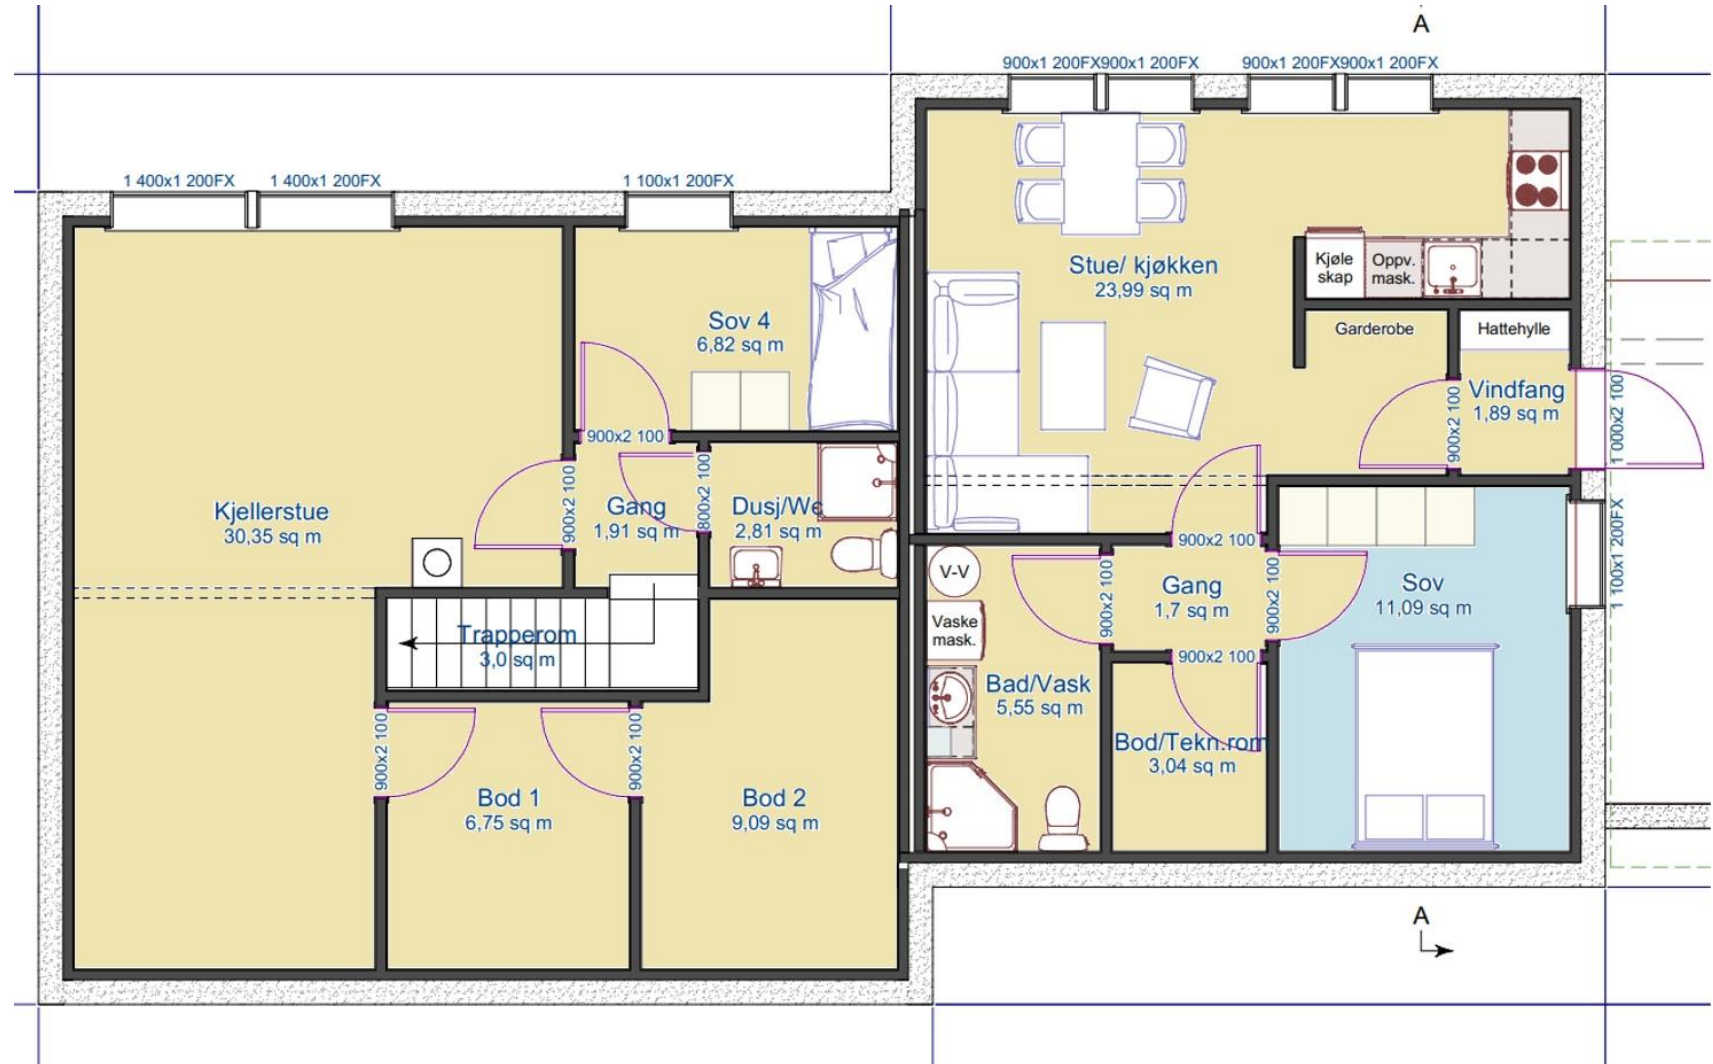 A
900x1 200FX900x1 200FX
900x1 200FX900x1 200FX
1 400x1 200FX
1 400x1 200FX
1 100x1 200FX
Stue/ kjøkken
23,99 sq m
Kjøle
skap
Oppv.
mask.
Garderobe
Hattehylle
Sov 4
6,82 sq m
Vindfang
1,89 sq m
900x2 100
1 000x2 100
900x2 100
Kjellerstue
30,35 sq m
900x2 100
Gang
1,91 sq m
800x2 100
Dusj/Wc
2,81 sq m
1 100x1 200FX
900x2 100
V-V
Vaske
mask.
900x2 100
Gang
1,7 sq m
900x2 100
Sov
11,09 sq m
Trapperom
3,0 sq m
900x2 100
Bad/Vask
5,55 sq m
900x2 100
900x2 100
Bod/Tekn.rom
3,04 sq m
Bod 1
6,75 sq m
Bod 2
9,09 sq m
A